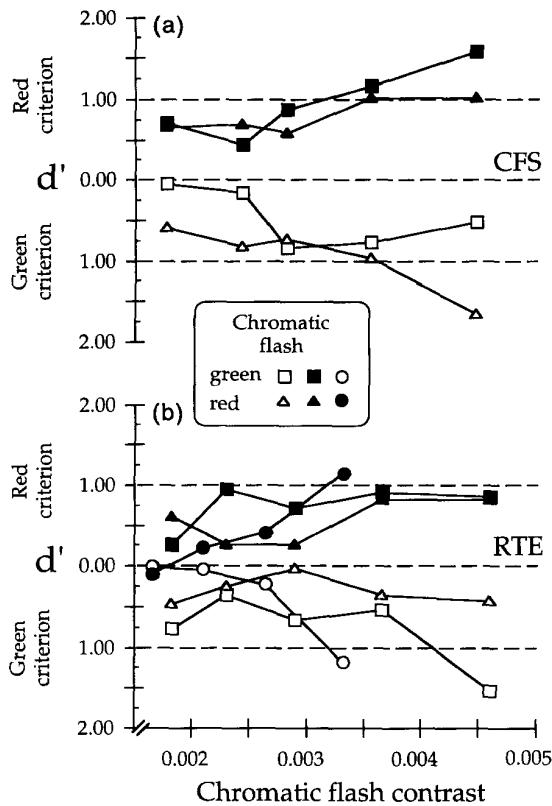 (a)
2.00
1.00
0.00
1.00
2.00
Red criterion
d'
Green criterion
CFS
Chromatic flash
green
red
(b)
2.00
1.00
0.00
1.00
2.00
Red criterion
d'
Green criterion
RTE
0.002 0.003 0.004 0.005
Chromatic flash contrast